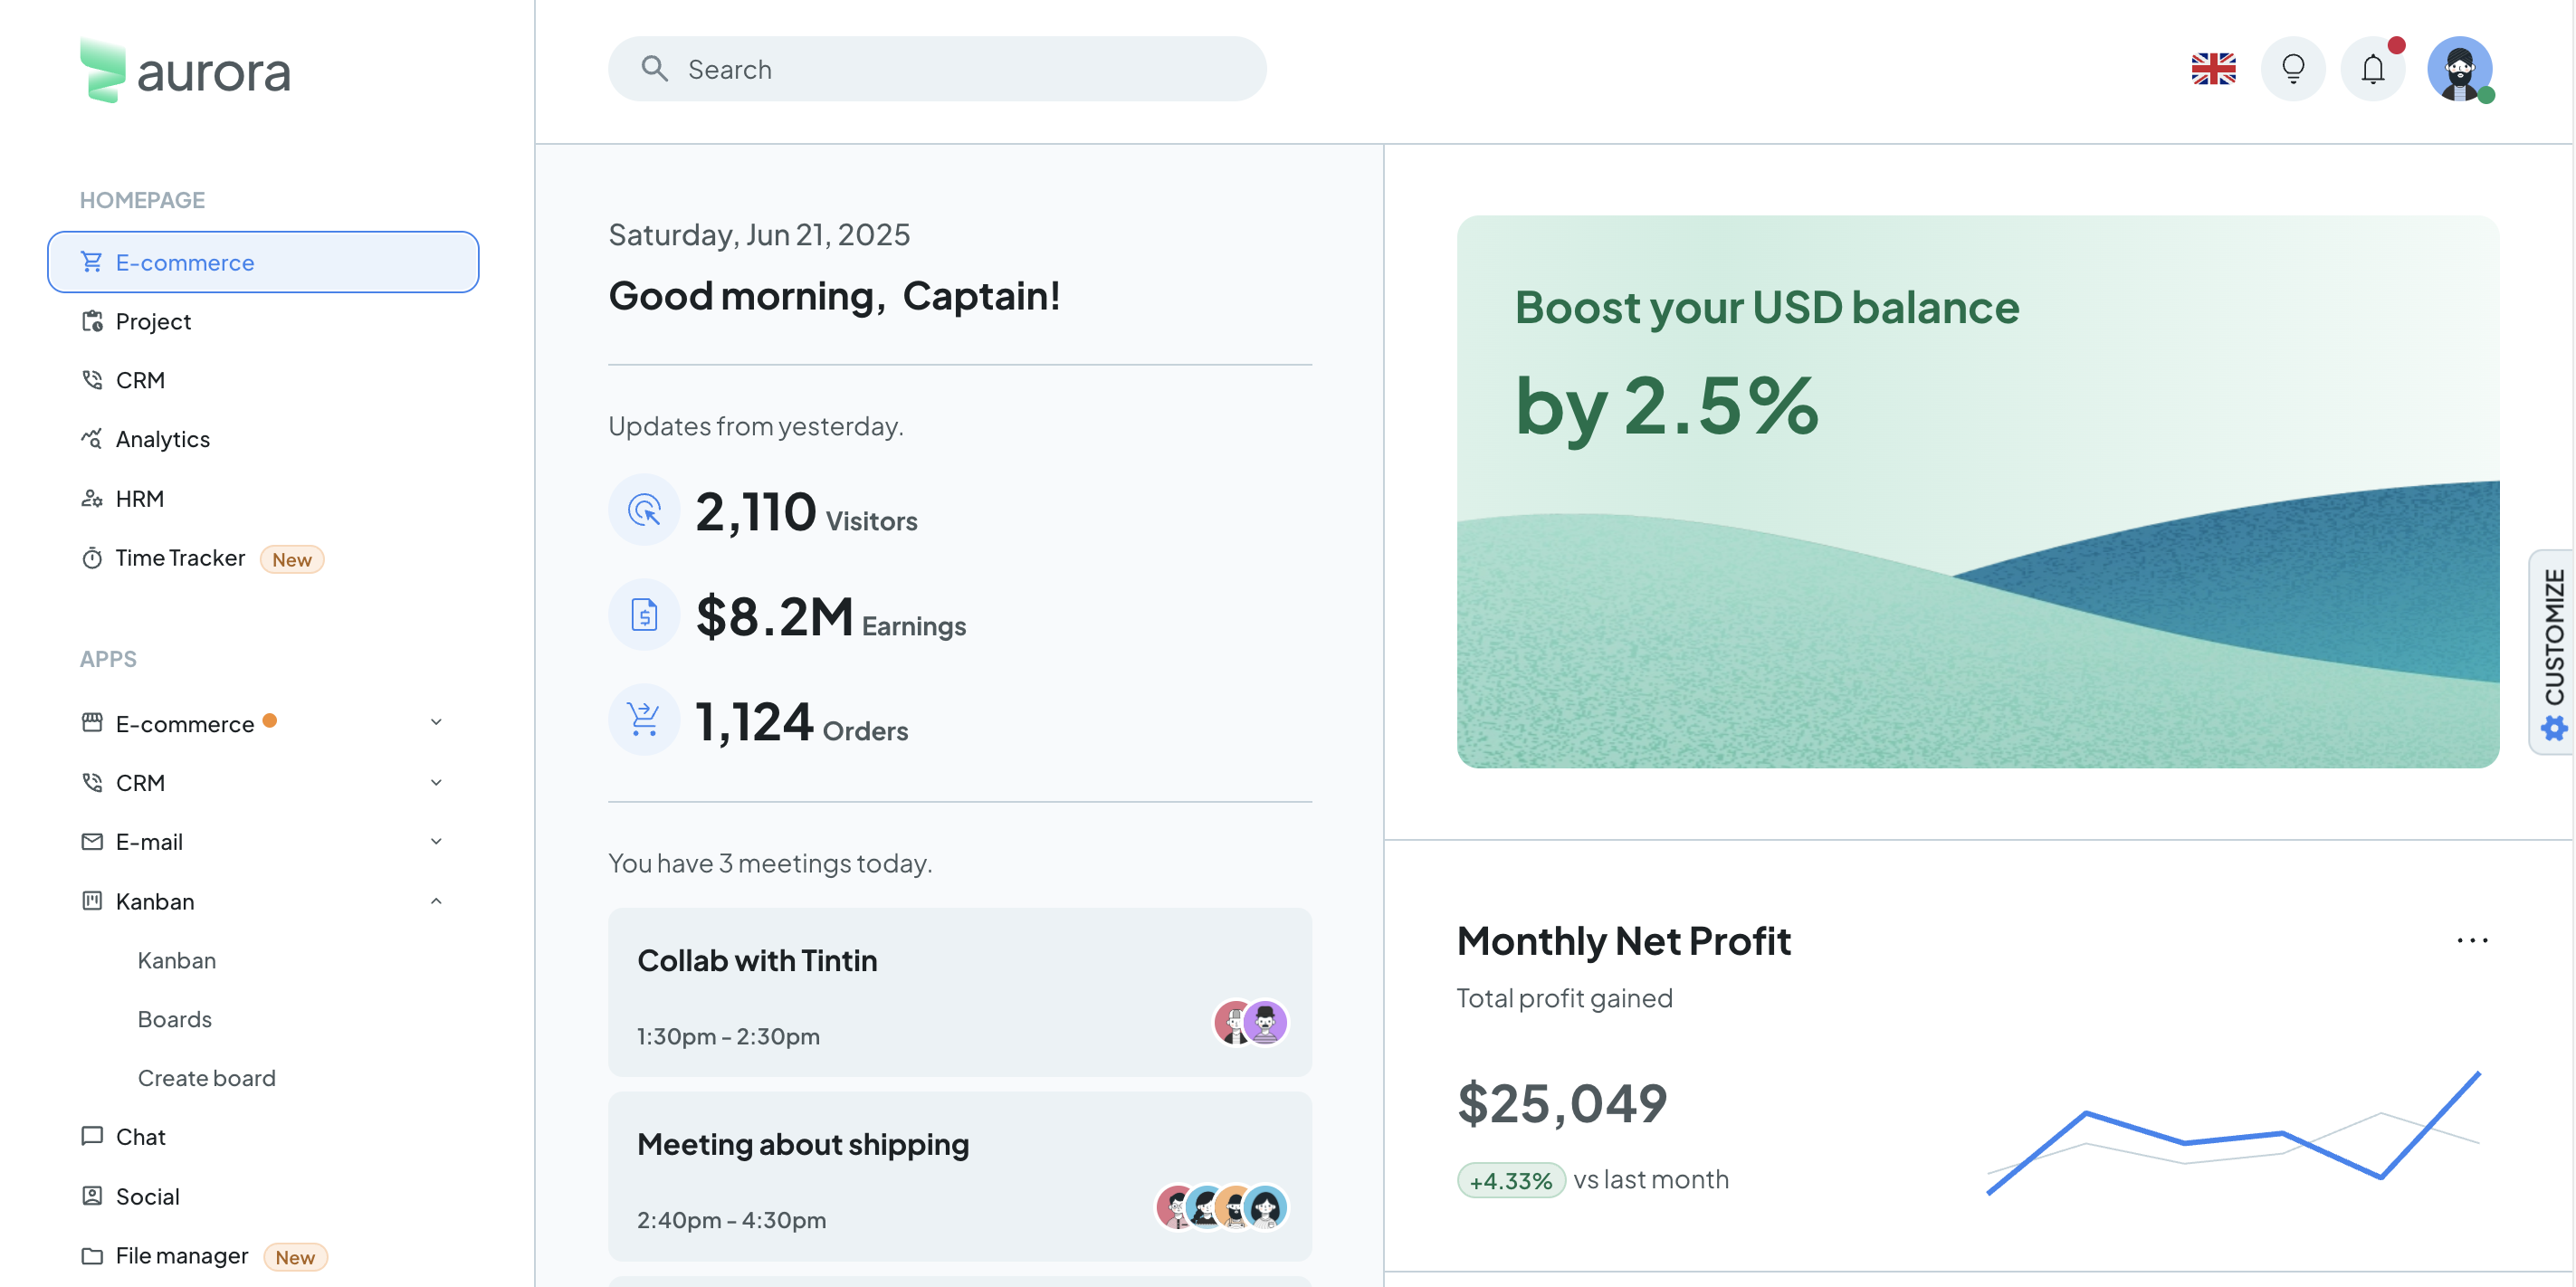 aurora
HOMEPAGE
E-commerce
Project
CRM
Analytics
HRM
Time Tracker New
APPS
E-commerce
CRM
E-mail
Kanban
Kanban
Boards
Create board
Chat
Social
File manager New
Search
Saturday, Jun 21, 2025
Good morning, Captain!
Updates from yesterday.
2,110 Visitors
$8.2M Earnings
1,124 Orders
You have 3 meetings today.
Collab with Tintin
1:30pm - 2:30pm
Meeting about shipping
2:40pm - 4:30pm
Boost your USD balance
by 2.5%
Monthly Net Profit
Total profit gained
$25,049
+4.33% vs last month
CUSTOMIZE